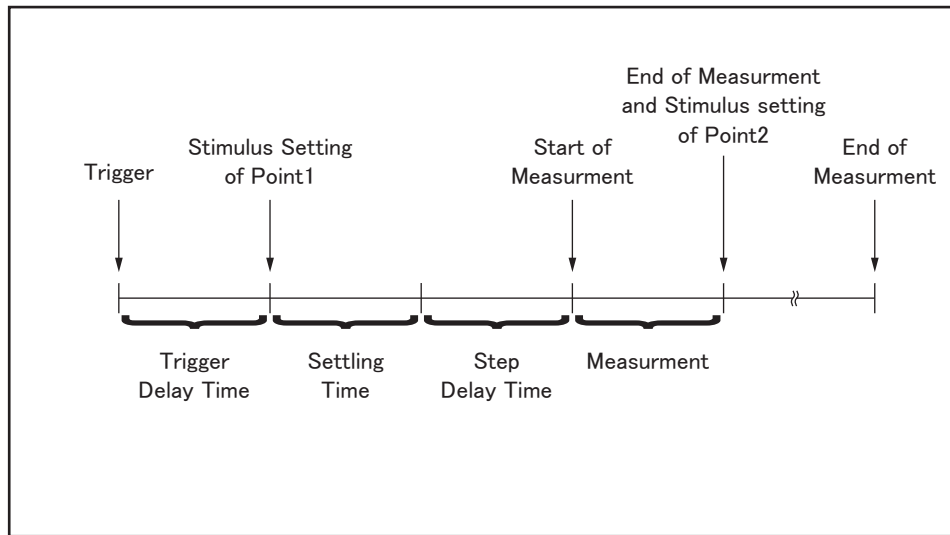 Trigger
Stimulus Setting
of Point1
Start of
Measurment
End of Measurment
and Stimulus setting
of Point2
End of
Measurment
Trigger
Delay Time
Settling
Time
Step
Delay Time
Measurment